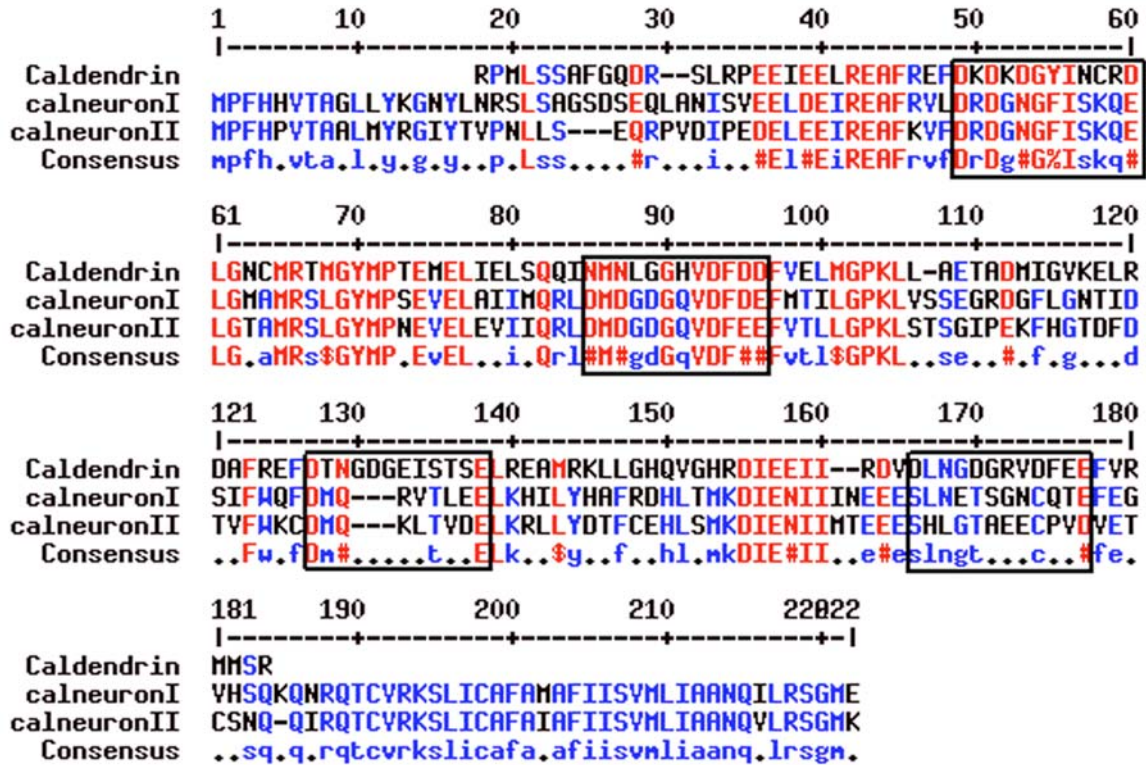 1 10 20 30 40 50 60
|--------+---------+---------+---------+---------+---------|
Caldendrin RPMLSSAFGQDR--SLRPEEIEELREAFREFDKDKDGYINCRD
calneuronI MPFHHVTAGLLYKGNYLNRSLSAGSDSEQLANISVEELDEIREAFRVLDRDGNGFISKQE
calneuronII MPFHPVTAALMYRGIYTVPNLLS---EQRPVDIPEDELEEIREAFKVFDRDGNGFISKQE
Consensus mpfh.vta.l.y.g.y..p.Lss....#r...i..#El#EiREAFrvfDrDg#G%Iskq#
61 70 80 90 100 110 120
|--------+---------+---------+---------+---------+---------|
Caldendrin LGNCMRTMGYMPTEMELIELSQQINMNLGGHVDFDDFVELMGPKLL-AETADMIGVKELR
calneuronI LGMAMRSLGYMPSEVELAIIMQRLDMDGDGQVDFDEFMTILGPKLVSSEGRDGFLGNTID
calneuronII LGTAMRSLGYMPNEVELEVIIQRLDMDGDGQVDFEEFVTLLGPKLSTSGIPEKFHGTDFD
Consensus LG.aMRs$GYMP.EvEL..i.Qrl#M#gdGqVDF##Fvtl$GPKL..se..#.f.g...d
121 130 140 150 160 170 180
|--------+---------+---------+---------+---------+---------|
Caldendrin DAFREFDTNGDGEISTSELREAMRKLLGHQVGHRDIEEII--RDVDLNGDGRVDFEEFVR
calneuronI SIFWQFDMQ---RVTLEELKHILYHAFRDHLTMKDIENIIINEEESLNETSGNCQTEFEG
calneuronII TVFWKCDMQ---KLTVDELKRLLYDTFCEHLSMKDIENIIMTEEESHLGTAEECPVDVET
Consensus ..Fw.fDm#.....t..ELk..$y..f..hl.mkDIE#II..e#eslngt...c..#fe.
181 190 200 210 220222
|--------+---------+---------+---------+-|
Caldendrin MMSR
calneuronI VHSQKQNRQTCVRKSLICAFAMAFIISVMLIAANQILRSGME
calneuronII CSNQ-QIRQTCVRKSLICAFAIAFIISVMLIAANQVLRSGMK
Consensus ..sq.q.rqtcvrkslicafa.afiisvmliaanq.lrsgm.